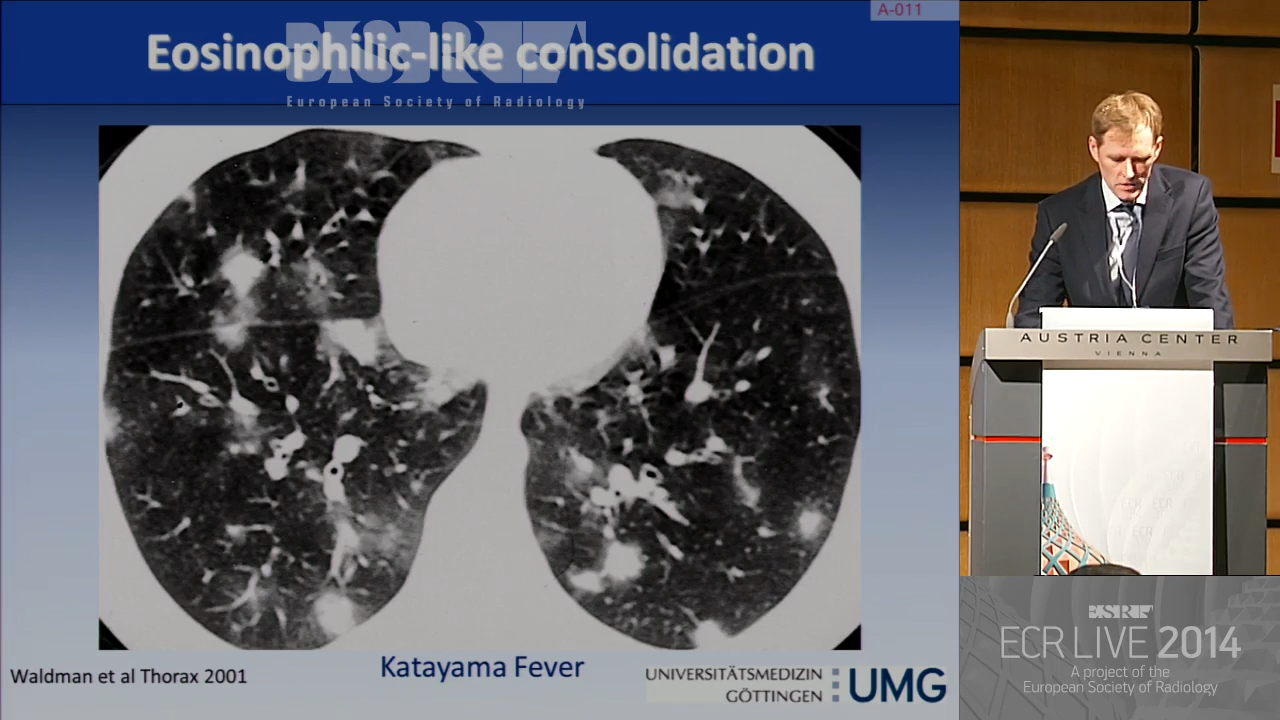 A-011
Eosinophilic-like consolidation
European Society of Radiology
Waldman et al Thorax 2001
Katayama Fever
UNIVERSITÄTSMEDIZIN
GÖTTINGEN
UMG
AUSTRIA CENTER
VIENNA
ECR LIVE 2014
A project of the
European Society of Radiology